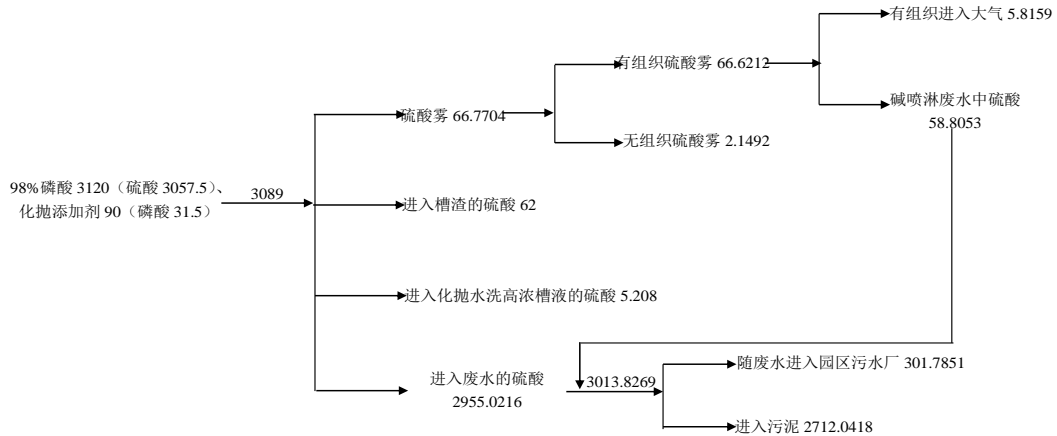 有组织进入大气 5.8159
有组织硫酸雾 66.6212
硫酸雾 66.7704
碱喷淋废水中硫酸
58.8053
无组织硫酸雾 2.1492
98%磷酸 3120（硫酸 3057.5）、
化抛添加剂 90（磷酸 31.5）
3089
进入槽渣的硫酸 62
进入化抛水洗高浓槽液的硫酸 5.208
进入废水的硫酸
2955.0216
3013.8269
随废水进入园区污水厂 301.7851
进入污泥 2712.0418